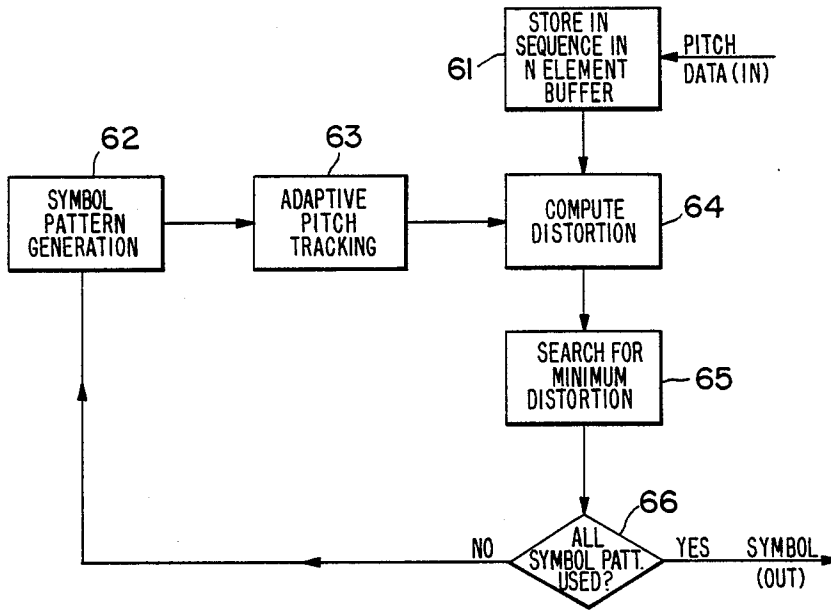 STORE IN
SEQUENCE IN
N ELEMENT
BUFFER
61
PITCH
DATA (IN)
62
SYMBOL
PATTERN
GENERATION
63
ADAPTIVE
PITCH
TRACKING
COMPUTE
DISTORTION
64
SEARCH FOR
MINIMUM
DISTORTION
65
66
ALL
SYMBOL PATT.
USED?
NO
YES
SYMBOL
(OUT)